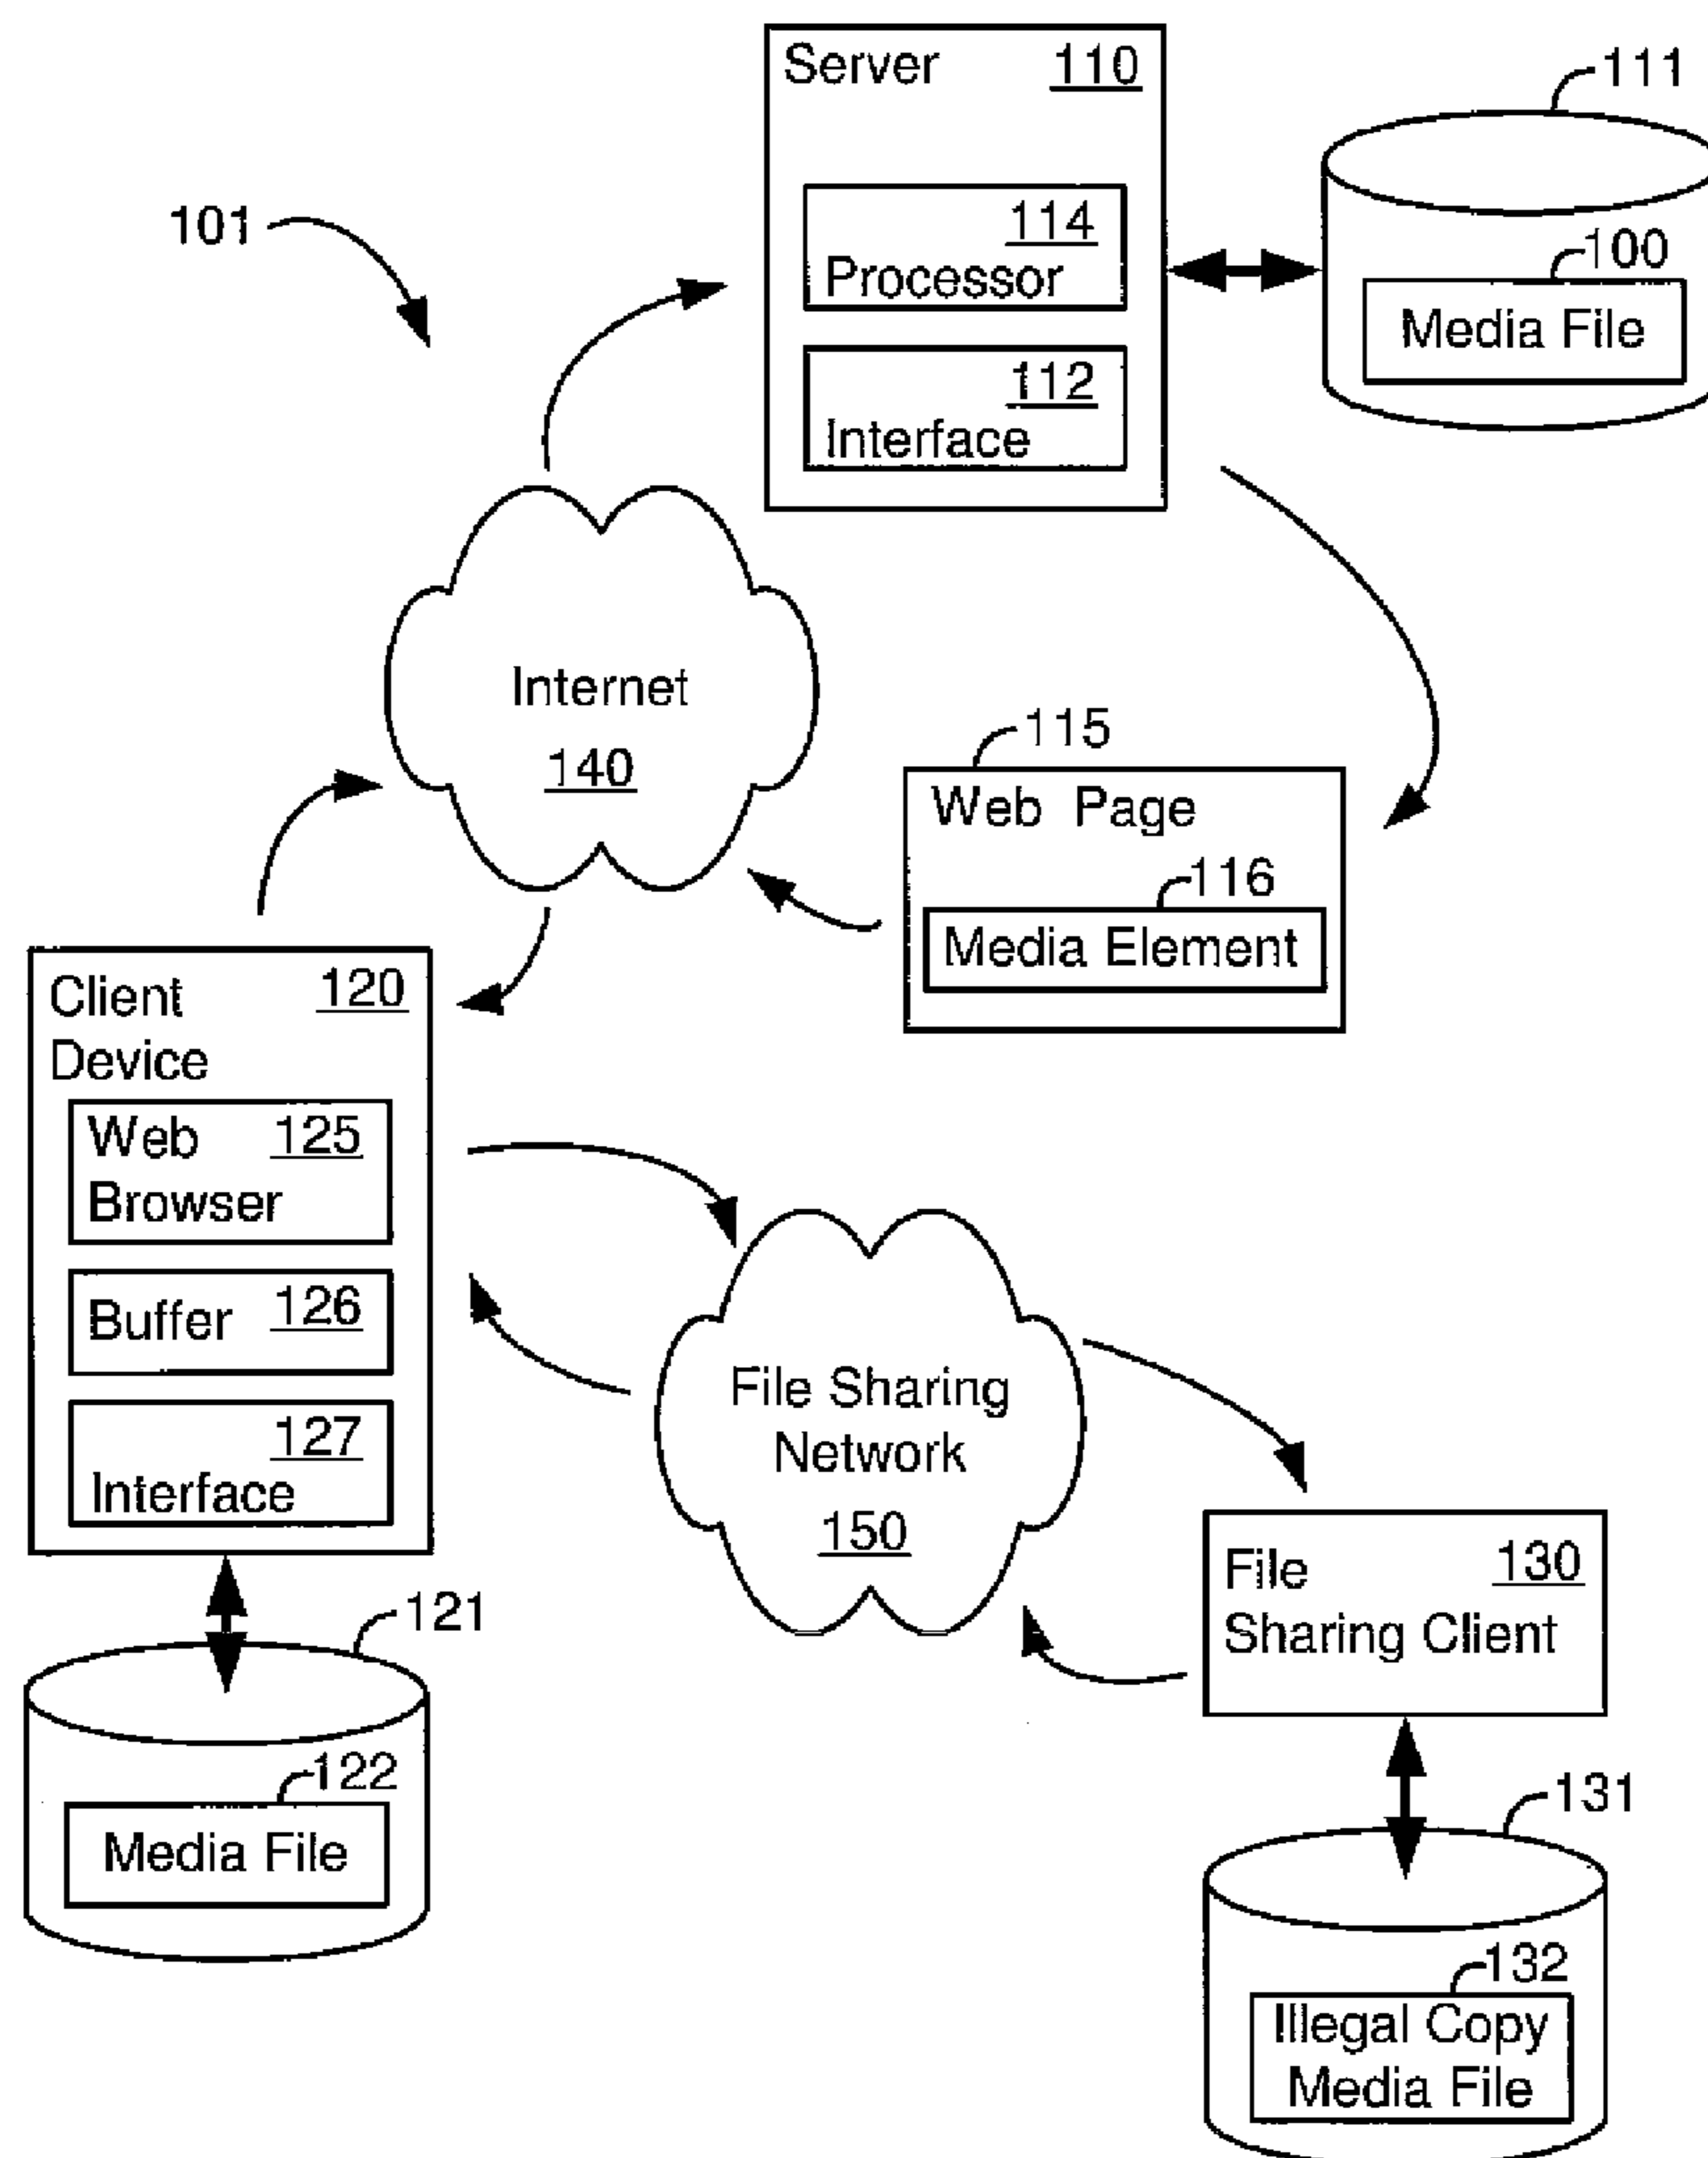 Server 110
111
101
114
Processor
100
Media File
112
Interface
Internet
140
115
Web Page
116
Media Element
Client 120
Device
Web 125
Browser
Buffer 126
127
Interface
File Sharing
Network
150
File 130
Sharing Client
121
122
Media File
131
132
Illegal Copy
Media File